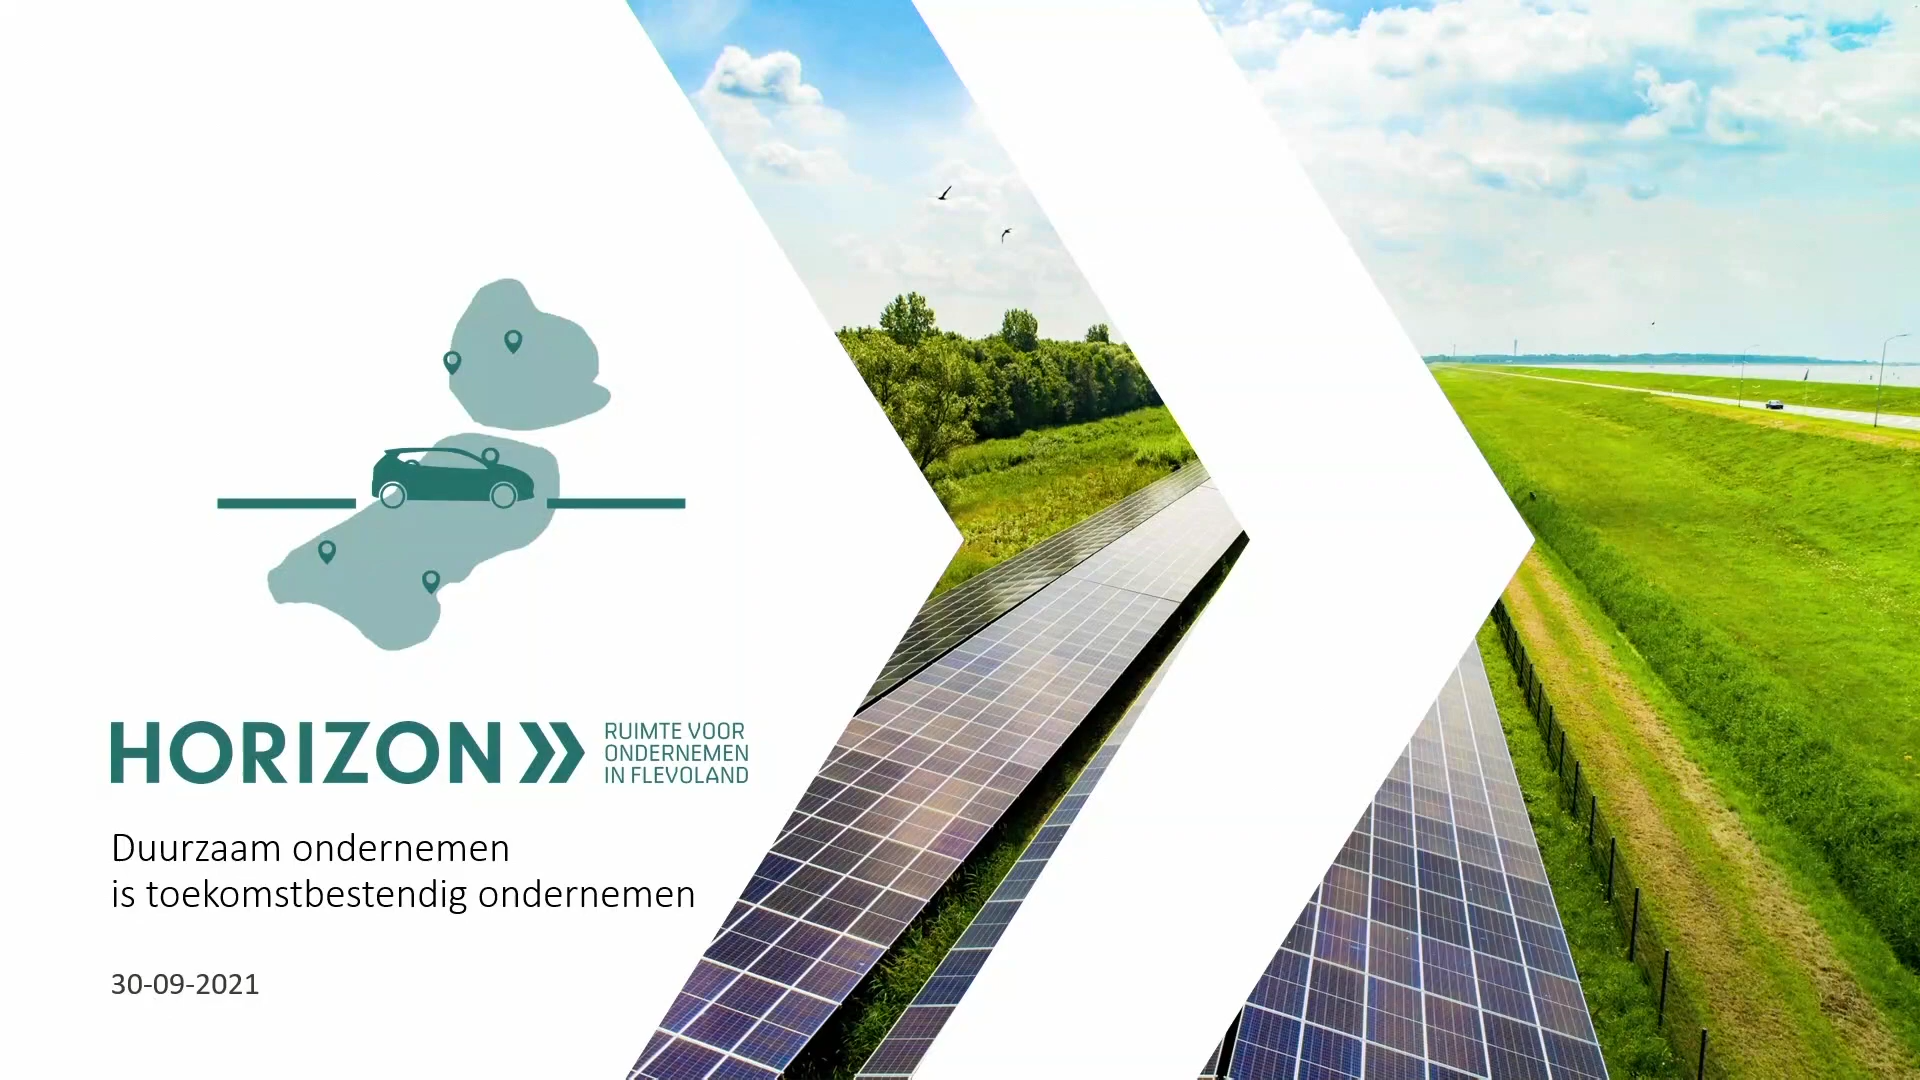 HORIZON
RUIMTE VOOR
ONDERNEMEN
IN FLEVOLAND
Duurzaam ondernemen
is toekomstbestendig ondernemen
30-09-2021